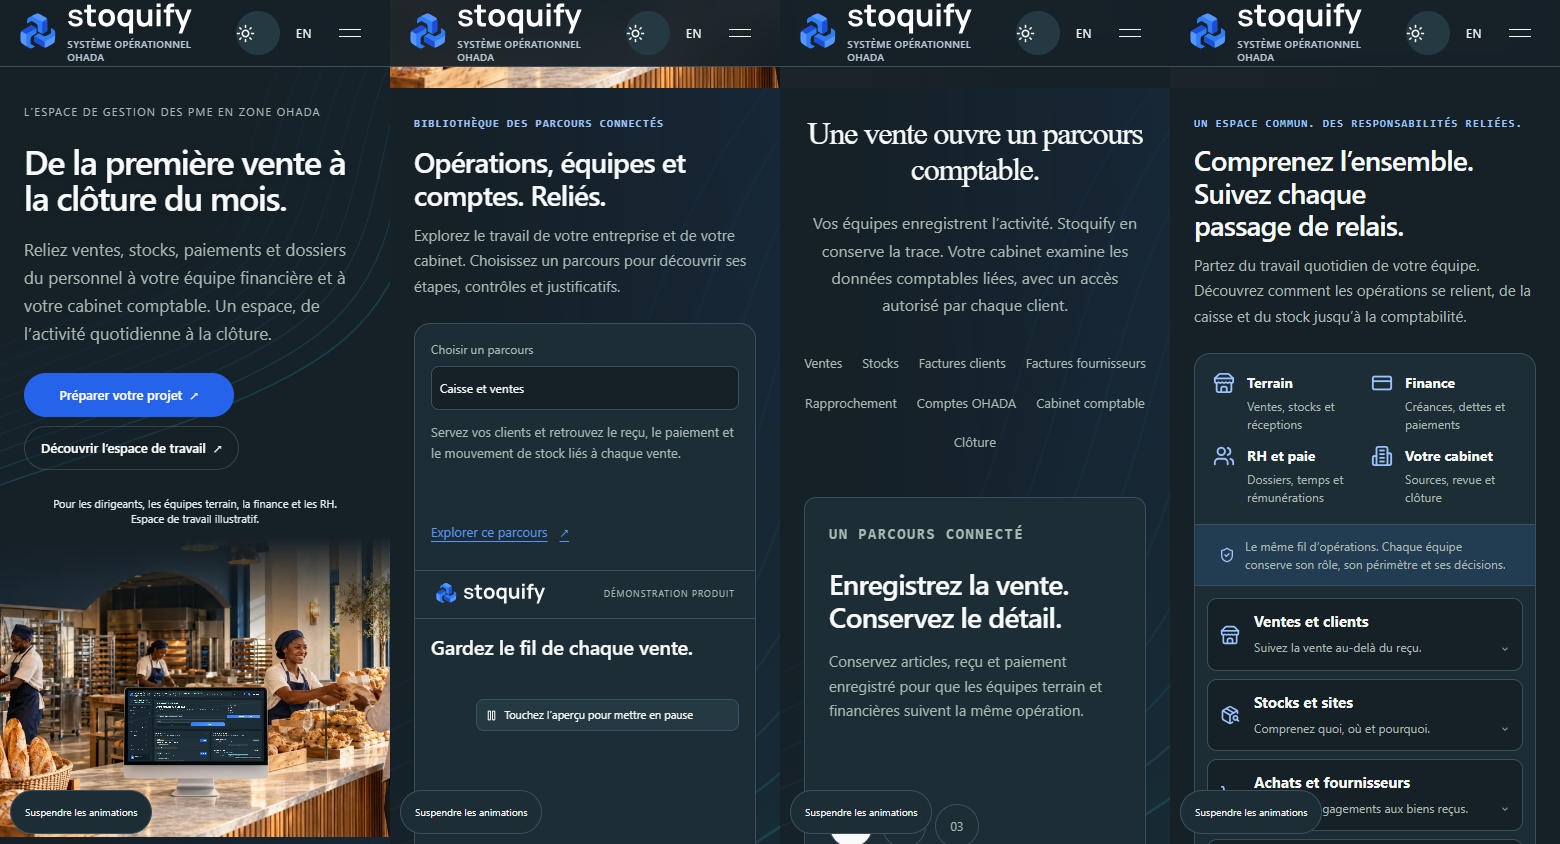 stoquify
SYSTÈME OPÉRATIONNEL
OHADA
EN
L'ESPACE DE GESTION DES PME EN ZONE OHADA
De la première vente à
la clôture du mois.
Reliez ventes, stocks, paiements et dossiers
du personnel à votre équipe financière et à
votre cabinet comptable. Un espace, de
l’activité quotidienne à la clôture.
Préparer votre projet ↗
Découvrir l’espace de travail ↗
Pour les dirigeants, les équipes terrain, la finance et les RH.
Espace de travail illustratif.
Suspendre les animations
stoquify
SYSTÈME OPÉRATIONNEL
OHADA
EN
BIBLIOTHÈQUE DES PARCOURS CONNECTÉS
Opérations, équipes et
comptes. Reliés.
Explorez le travail de votre entreprise et de votre
cabinet. Choisissez un parcours pour découvrir ses
étapes, contrôles et justificatifs.
Choisir un parcours
Caisse et ventes
Servez vos clients et retrouvez le reçu, le paiement et
le mouvement de stock liés à chaque vente.
Explorer ce parcours ↗
stoquify
DÉMONSTRATION PRODUIT
Gardez le fil de chaque vente.
Touchez l’aperçu pour mettre en pause
Suspendre les animations
stoquify
SYSTÈME OPÉRATIONNEL
OHADA
EN
Une vente ouvre un parcours
comptable.
Vos équipes enregistrent l’activité. Stoquify en
conserve la trace. Votre cabinet examine les
données comptables liées, avec un accès
autorisé par chaque client.
Ventes Stocks Factures clients Factures fournisseurs
Rapprochement Comptes OHADA Cabinet comptable
Clôture
UN PARCOURS CONNECTÉ
Enregistrez la vente.
Conservez le détail.
Conservez articles, reçu et paiement
enregistré pour que les équipes terrain et
financières suivent la même opération.
Suspendre les animations
03
stoquify
SYSTÈME OPÉRATIONNEL
OHADA
EN
UN ESPACE COMMUN. DES RESPONSABILITÉS RELIÉES.
Comprenez l’ensemble.
Suivez chaque
passage de relais.
Partez du travail quotidien de votre équipe.
Découvrez comment les opérations se relient, de la
caisse et du stock jusqu’à la comptabilité.
Terrain
Ventes, stocks et
réceptions
Finance
Créances, dettes et
paiements
RH et paie
Dossiers, temps et
rémunérations
Votre cabinet
Sources, revue et
clôture
Le même fil d’opérations. Chaque équipe
conserve son rôle, son périmètre et ses décisions.
Ventes et clients
Suivez la vente au-delà du reçu.
Stocks et sites
Comprenez quoi, où et pourquoi.
Achats et fournisseurs
aux biens reçus.
Suspendre les animations